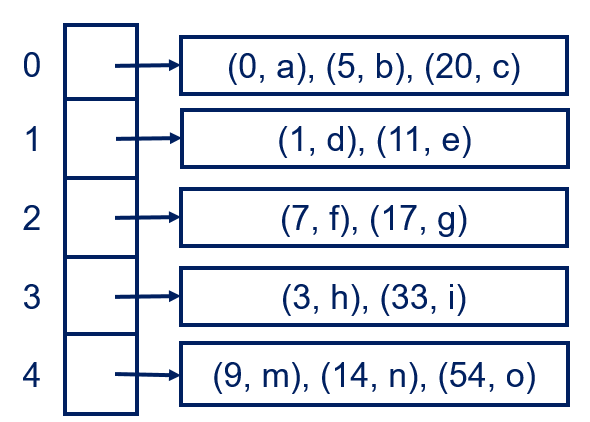 0 (0, a), (5, b), (20, c)
1 (1, d), (11, e)
2 (7, f), (17, g)
3 (3, h), (33, i)
4 (9, m), (14, n), (54, o)